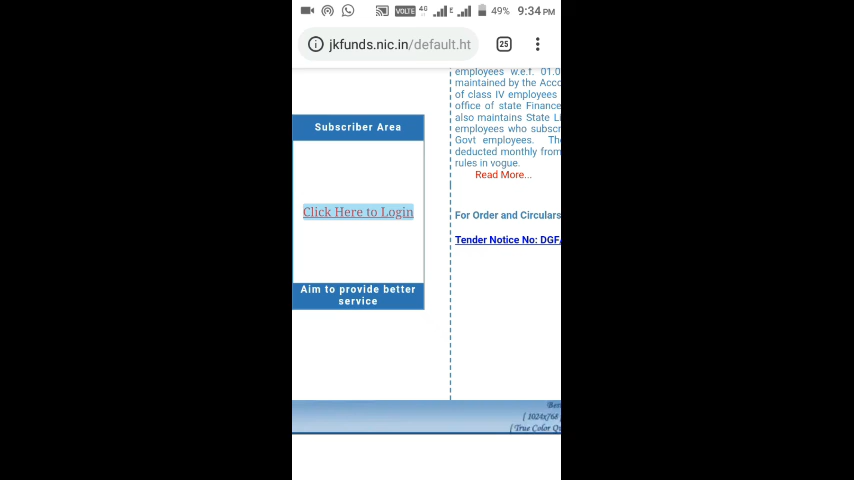 VOLTE 4G E 49% 9:34 PM
jkfunds.nic.in/default.ht 25
employees w.e.f. 01.0
maintained by the Acco
of class IV employees
office of state Finance
also maintains State Li
employees who subscr
Govt employees. The
deducted monthly from
rules in vogue.
Read More...
Subscriber Area
Click Here to Login
Aim to provide better
service
For Order and Circulars
Tender Notice No: DGF/
[ 1024x768
[ True Color Qu